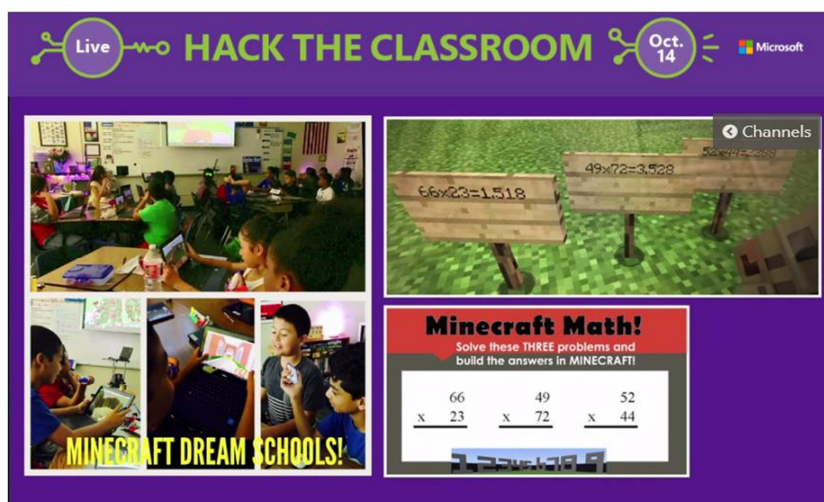 Live
HACK THE CLASSROOM
Oct.
14
Microsoft
Channels
66x23=1,518
49x72=3,528
MINECRAFT DREAM SCHOOLS!
Minecraft Math!
Solve these THREE problems and
build the answers in MINECRAFT!
66 49 52
x 23 x 72 x 44